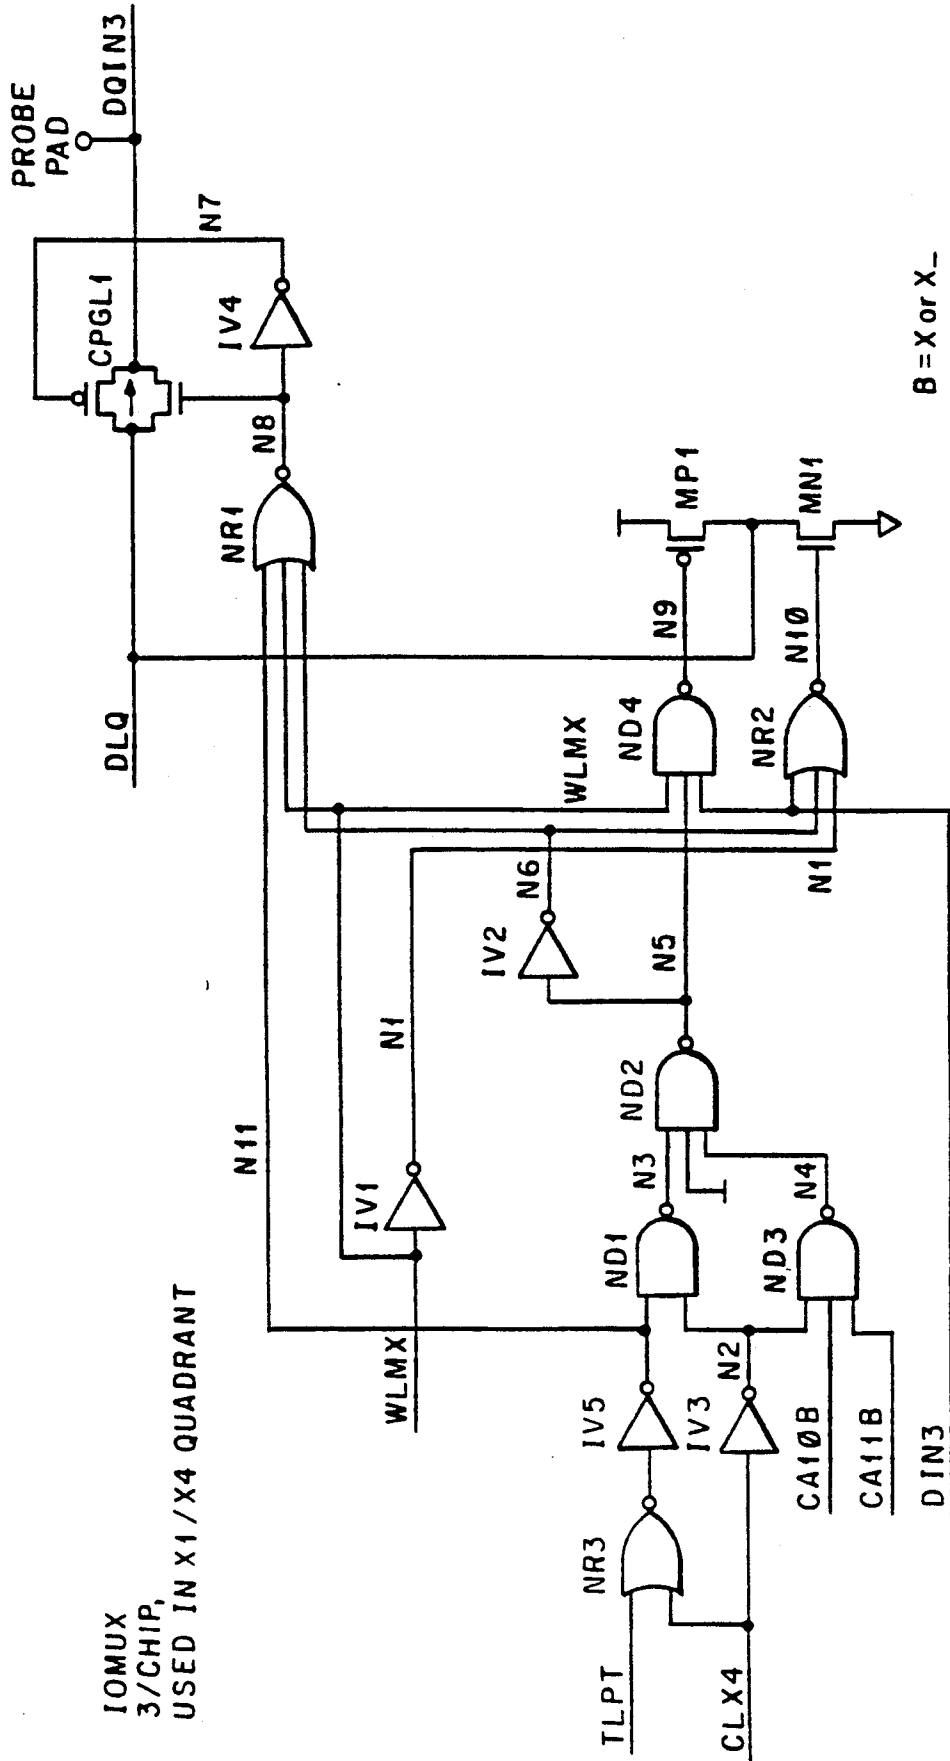 IOMUX
3/CHIP,
USED IN X1/X4 QUADRANT
PROBE
PAD
DQIN3
DLQ
CPGL1
N7
IV4
N8
NR1
N11
WLMX
IV1
N1
N6
IV2
WLMX
ND4
N9
MP1
N5
ND2
N3
ND1
IV5
NR3
TLPT
CLX4
IV3
N2
ND3
N4
N1
NR2
N10
MN1
CA10B
CA11B
DIN3
B = X or X_